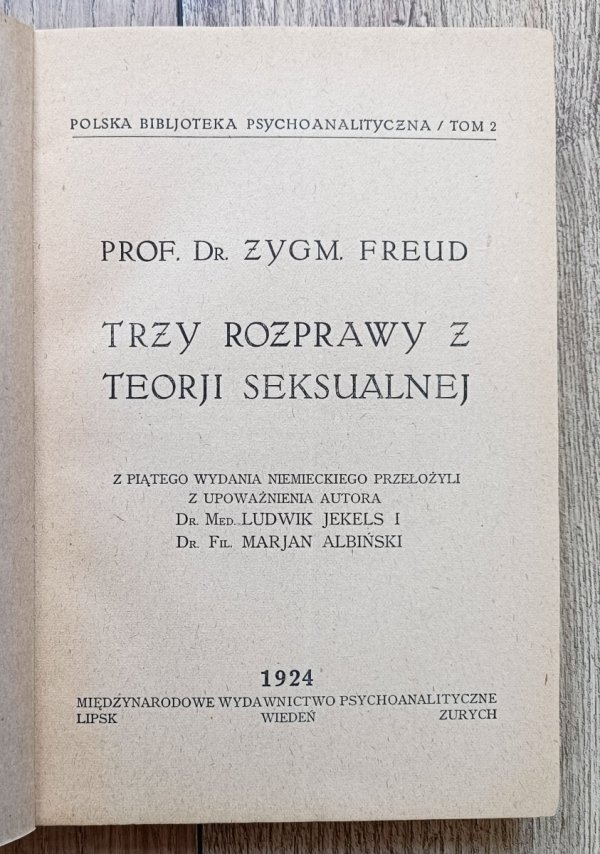 POLSKA BIBLJOTEKA PSYCHOANALITYCZNA / TOM 2
PROF. DR. ZYGM. FREUD
TRZY ROZPRAWY Z
TEORJI SEKSUALNEJ
Z PIĄTEGO WYDANIA NIEMIECKIEGO PRZEŁOŻYLI
Z UPOWAŻNIENIA AUTORA
DR. MED. LUDWIK JEKELS I
DR. FIL. MARJAN ALBIŃSKI
1924
MIĘDZYNARODOWE WYDAWNICTWO PSYCHOANALITYCZNE
LIPSK WIEDEŃ ZURYCH